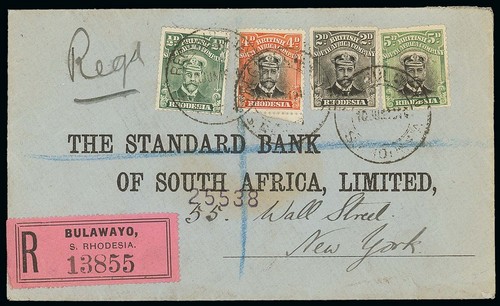 Regd
½D BRITISH ½D
SOUTH AFRICA COMPANY
RHODESIA
4D BRITISH 4D
SOUTH AFRICA COMPANY
RHODESIA
2D BRITISH 2D
SOUTH AFRICA COMPANY
RHODESIA
5D BRITISH 5D
SOUTH AFRICA COMPANY
RHODESIA
THE STANDARD BANK
OF SOUTH AFRICA, LIMITED,
25538
55. Wall Street.
New York.
R
BULAWAYO,
S. RHODESIA.
13855